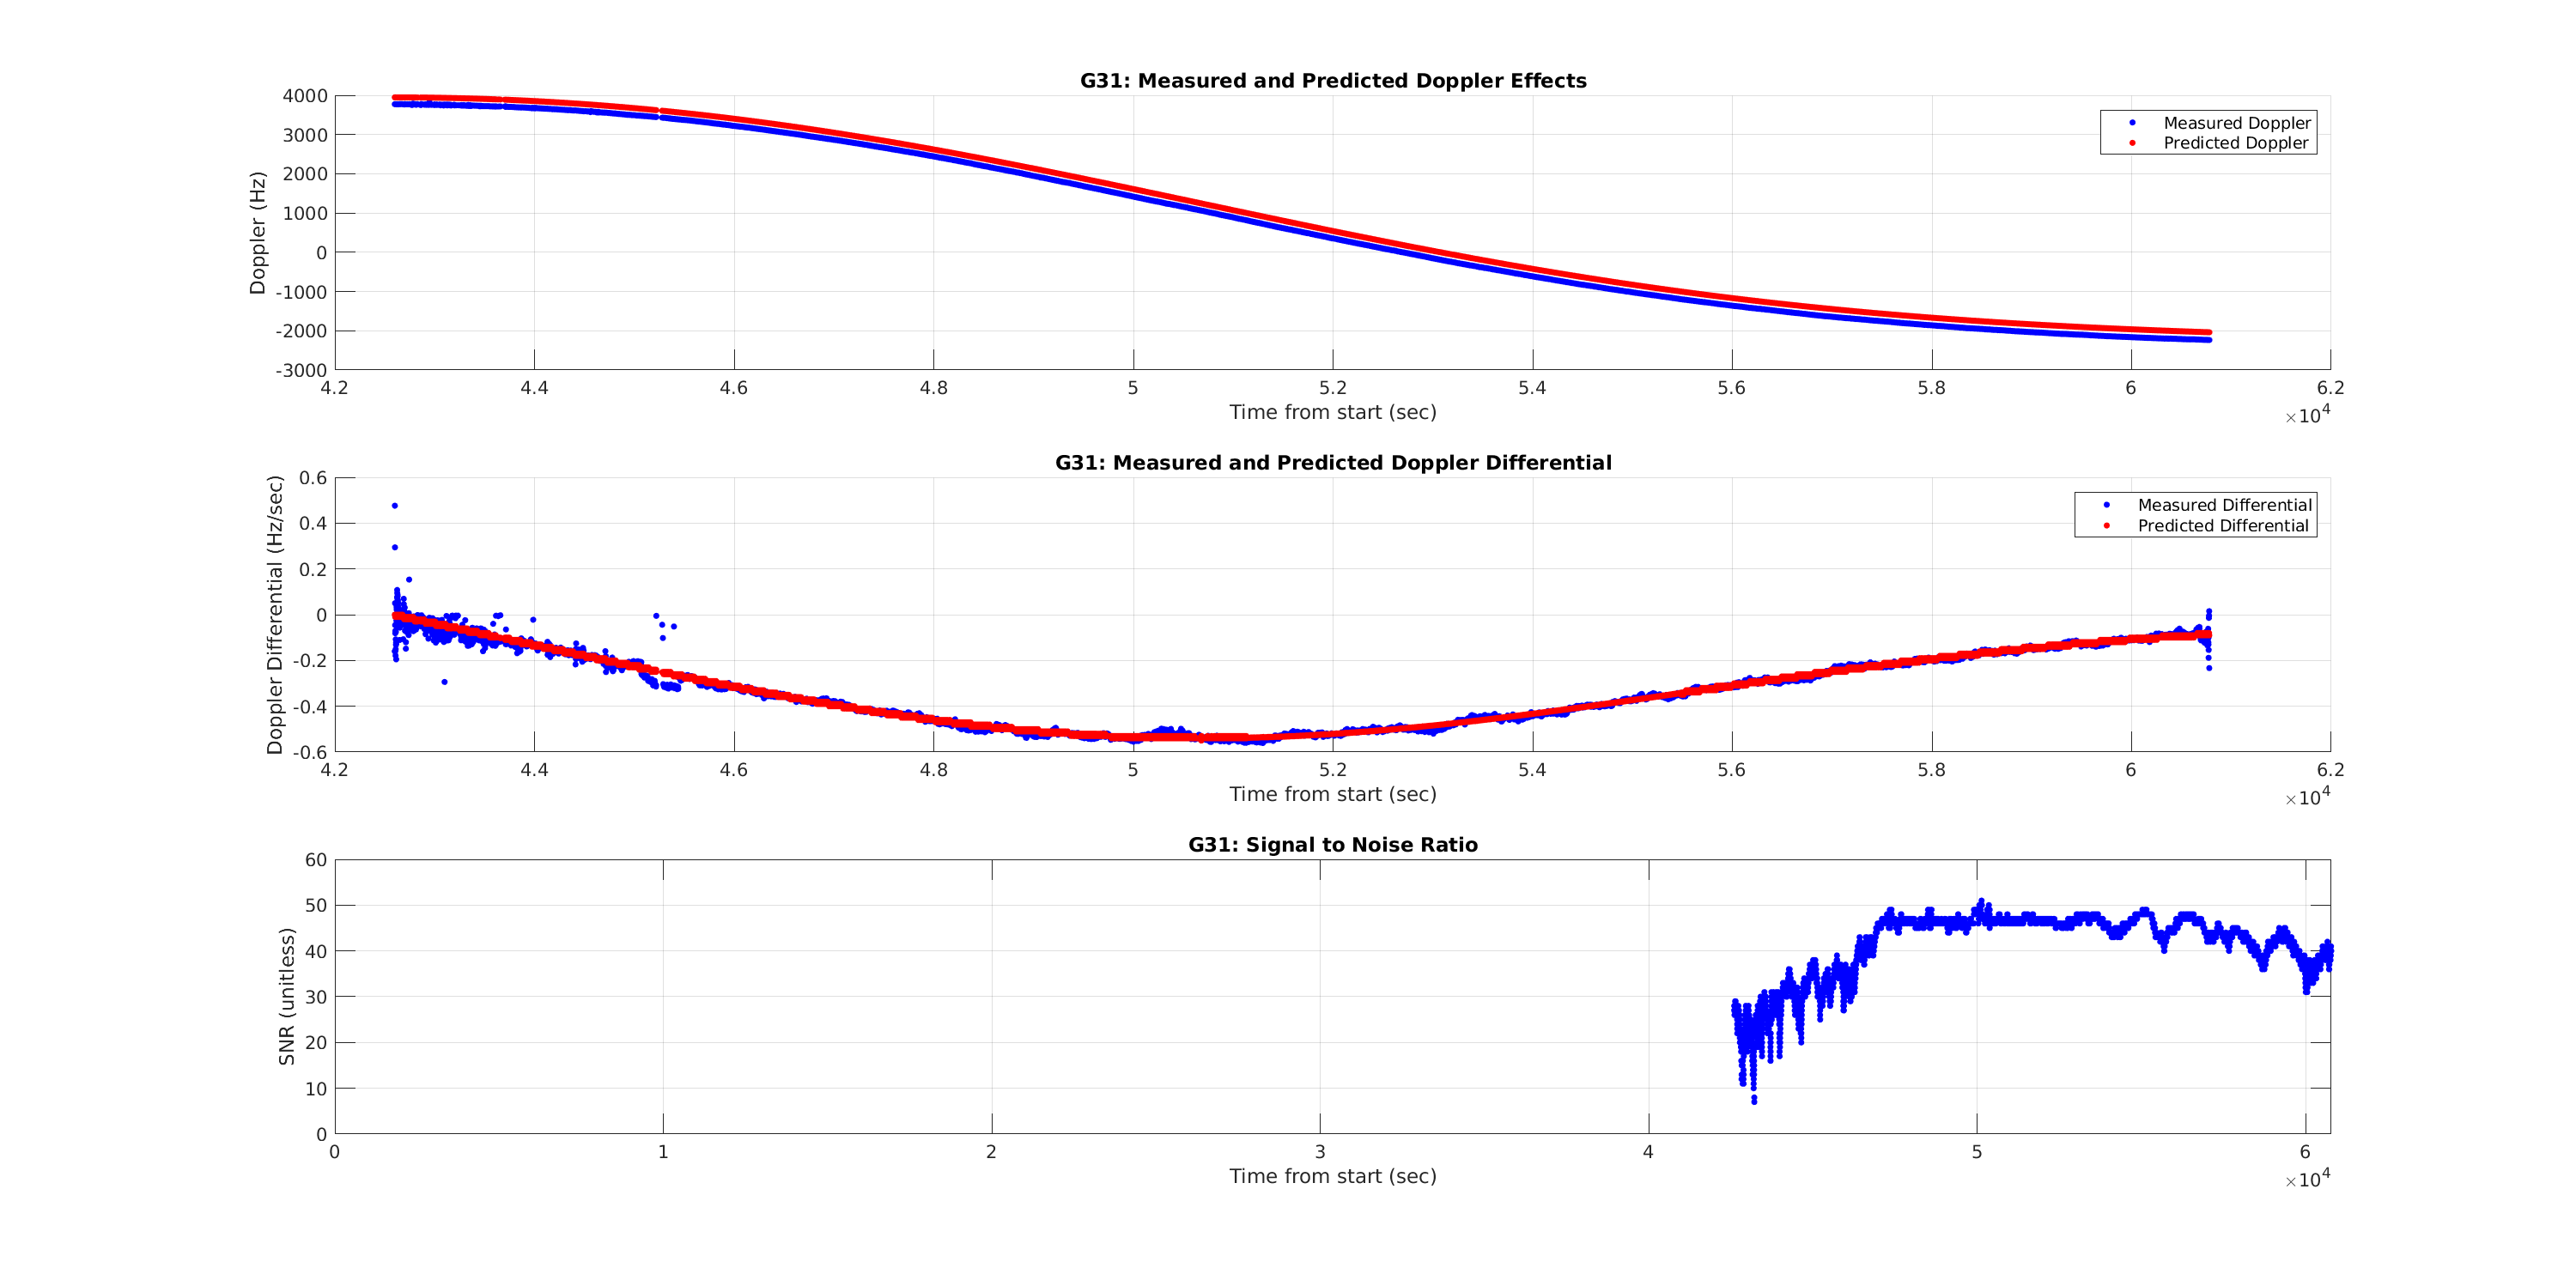 G31: Measured and Predicted Doppler Effects
4000
3000
2000
1000
0
-1000
-2000
-3000
Doppler (Hz)
Measured Doppler
Predicted Doppler
4.2 4.4 4.6 4.8 5 5.2 5.4 5.6 5.8 6 6.2
Time from start (sec)
×10^4
G31: Measured and Predicted Doppler Differential
0.6
0.4
0.2
0
-0.2
-0.4
-0.6
Doppler Differential (Hz/sec)
Measured Differential
Predicted Differential
4.2 4.4 4.6 4.8 5 5.2 5.4 5.6 5.8 6 6.2
Time from start (sec)
×10^4
G31: Signal to Noise Ratio
60
50
40
30
20
10
0
SNR (unitless)
0 1 2 3 4 5 6
Time from start (sec)
×10^4